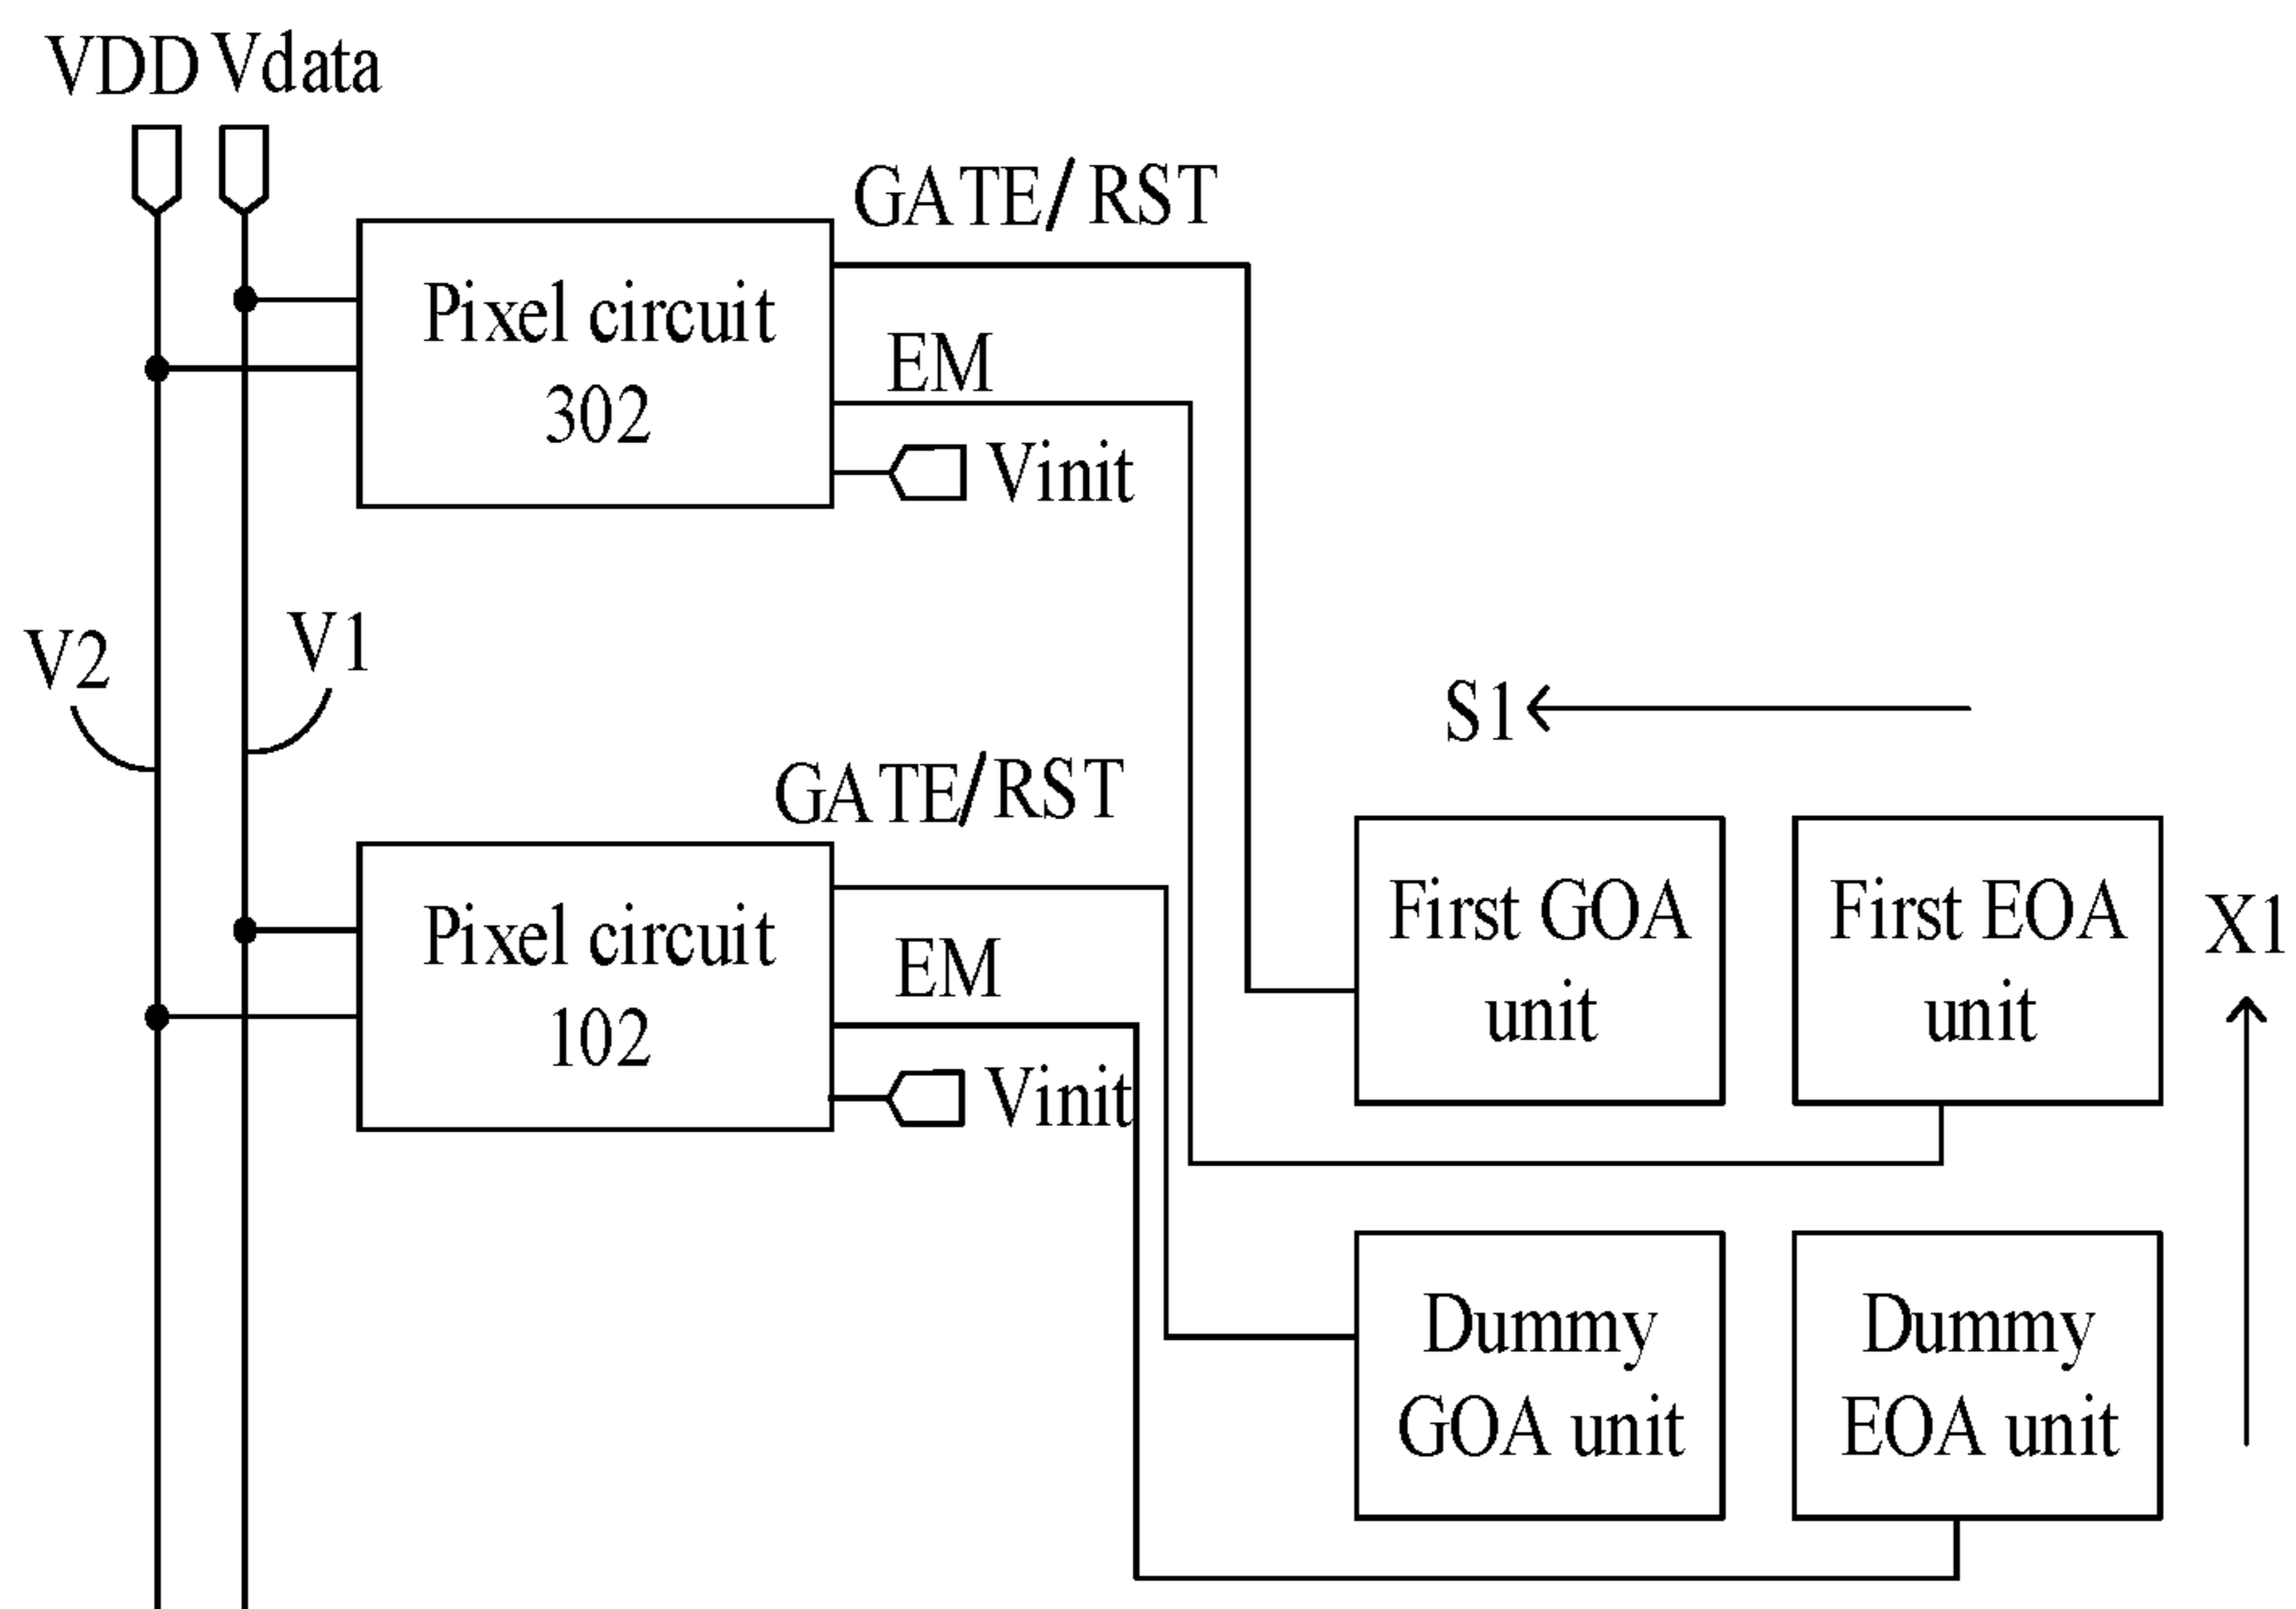 VDD Vdata
GATE/RST
Pixel circuit
302
EM
Vinit
V2
V1
S1
GATE/RST
Pixel circuit
102
EM
Vinit
First GOA
unit
First EOA
unit
X1
Dummy
GOA unit
Dummy
EOA unit